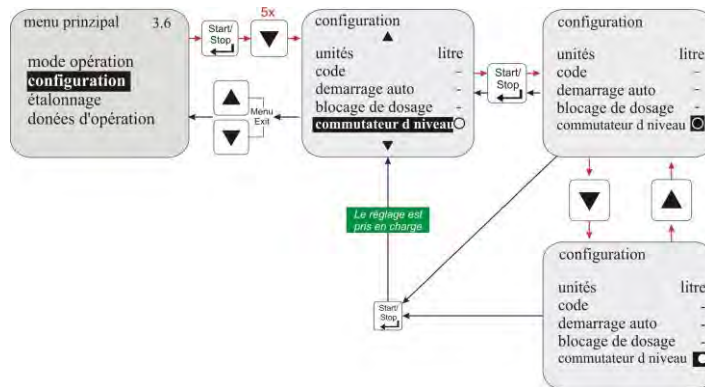 menu prinzipal 3.6
mode opération
configuration
étalonnage
donées d'opération
Start/
Stop
5x
Menu
Exit
configuration
unités litre
code -
demarrage auto -
blocage de dosage -
commutateur d niveau
Start/
Stop
configuration
unités litre
code -
demarrage auto -
blocage de dosage -
commutateur d niveau
Le réglage est
pris en charge
Start/
Stop
configuration
unités litre
code -
demarrage auto -
blocage de dosage -
commutateur d niveau